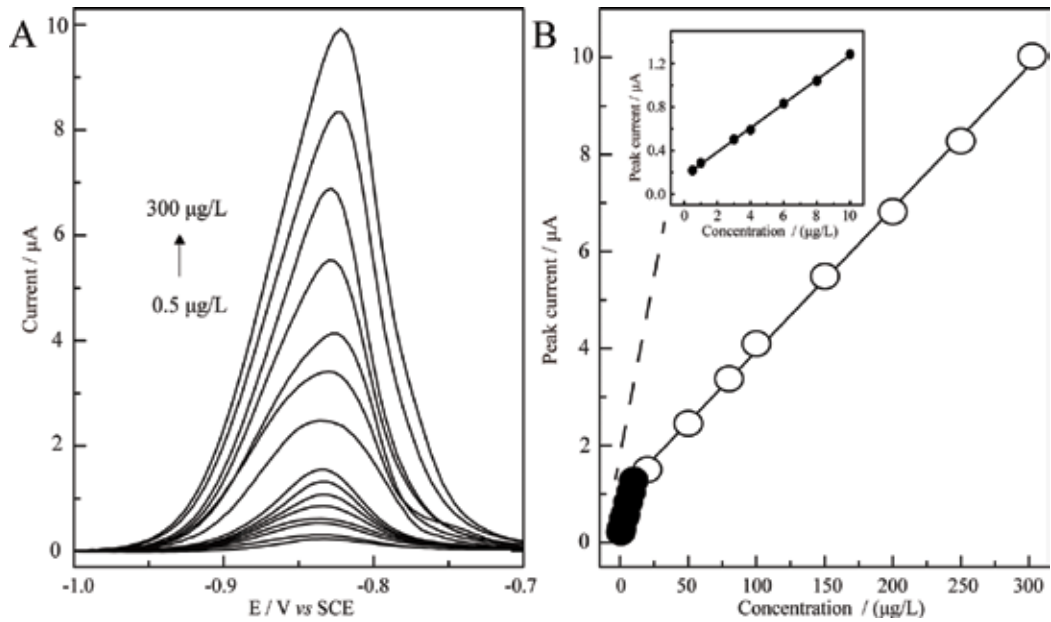 A
10
8
6
4
2
0
Current / μA
300 μg/L
0.5 μg/L
-1.0
-0.9
-0.8
-0.7
E / V vs SCE
B
10
8
6
4
2
0
Peak current / μA
1.2
0.8
0.4
0.0
Peak current / μA
0 2 4 6 8 10
Concentration / (μg/L)
0 50 100 150 200 250 300
Concentration / (μg/L)